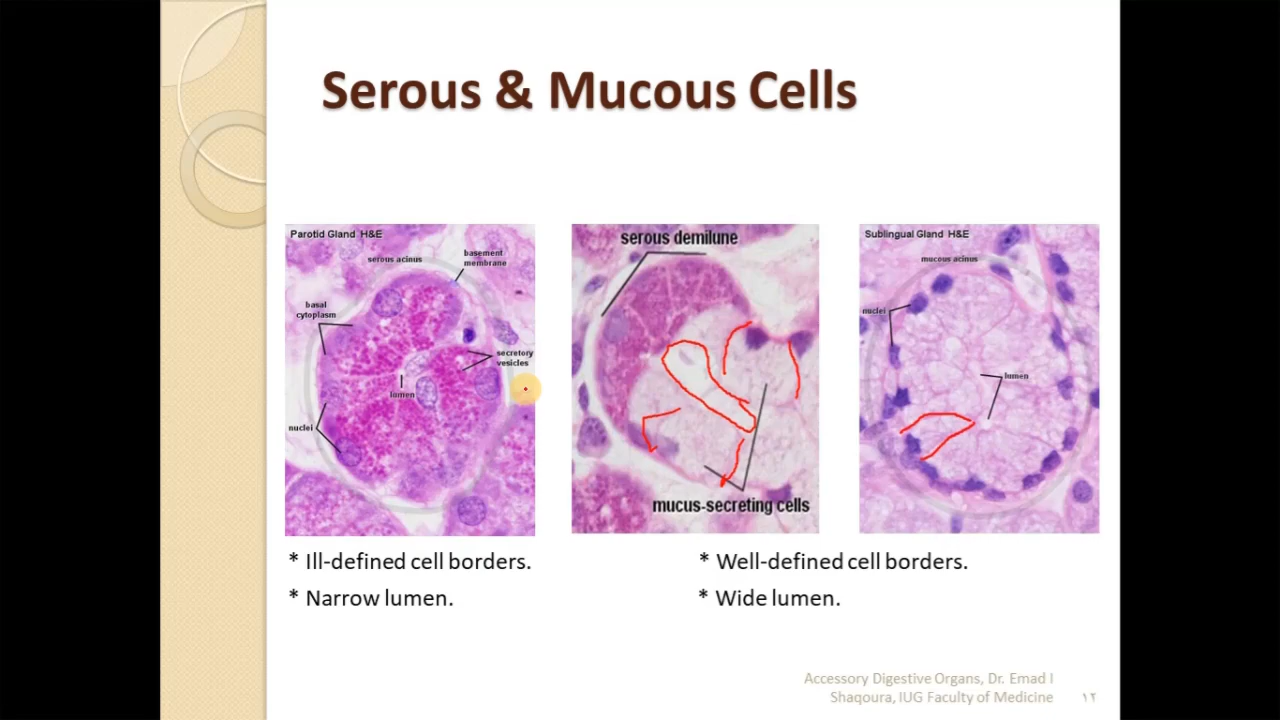 Serous & Mucous Cells
Parotid Gland H&E
serous acinus
basement
membrane
basal
cytoplasm
secretory
vesicles
lumen
nuclei
serous demilune
mucus-secreting cells
Sublingual Gland H&E
mucous acinus
nuclei
lumen
* Ill-defined cell borders.
* Narrow lumen.
* Well-defined cell borders.
* Wide lumen.
Accessory Digestive Organs, Dr. Emad I
Shaqoura, IUG Faculty of Medicine
١٢